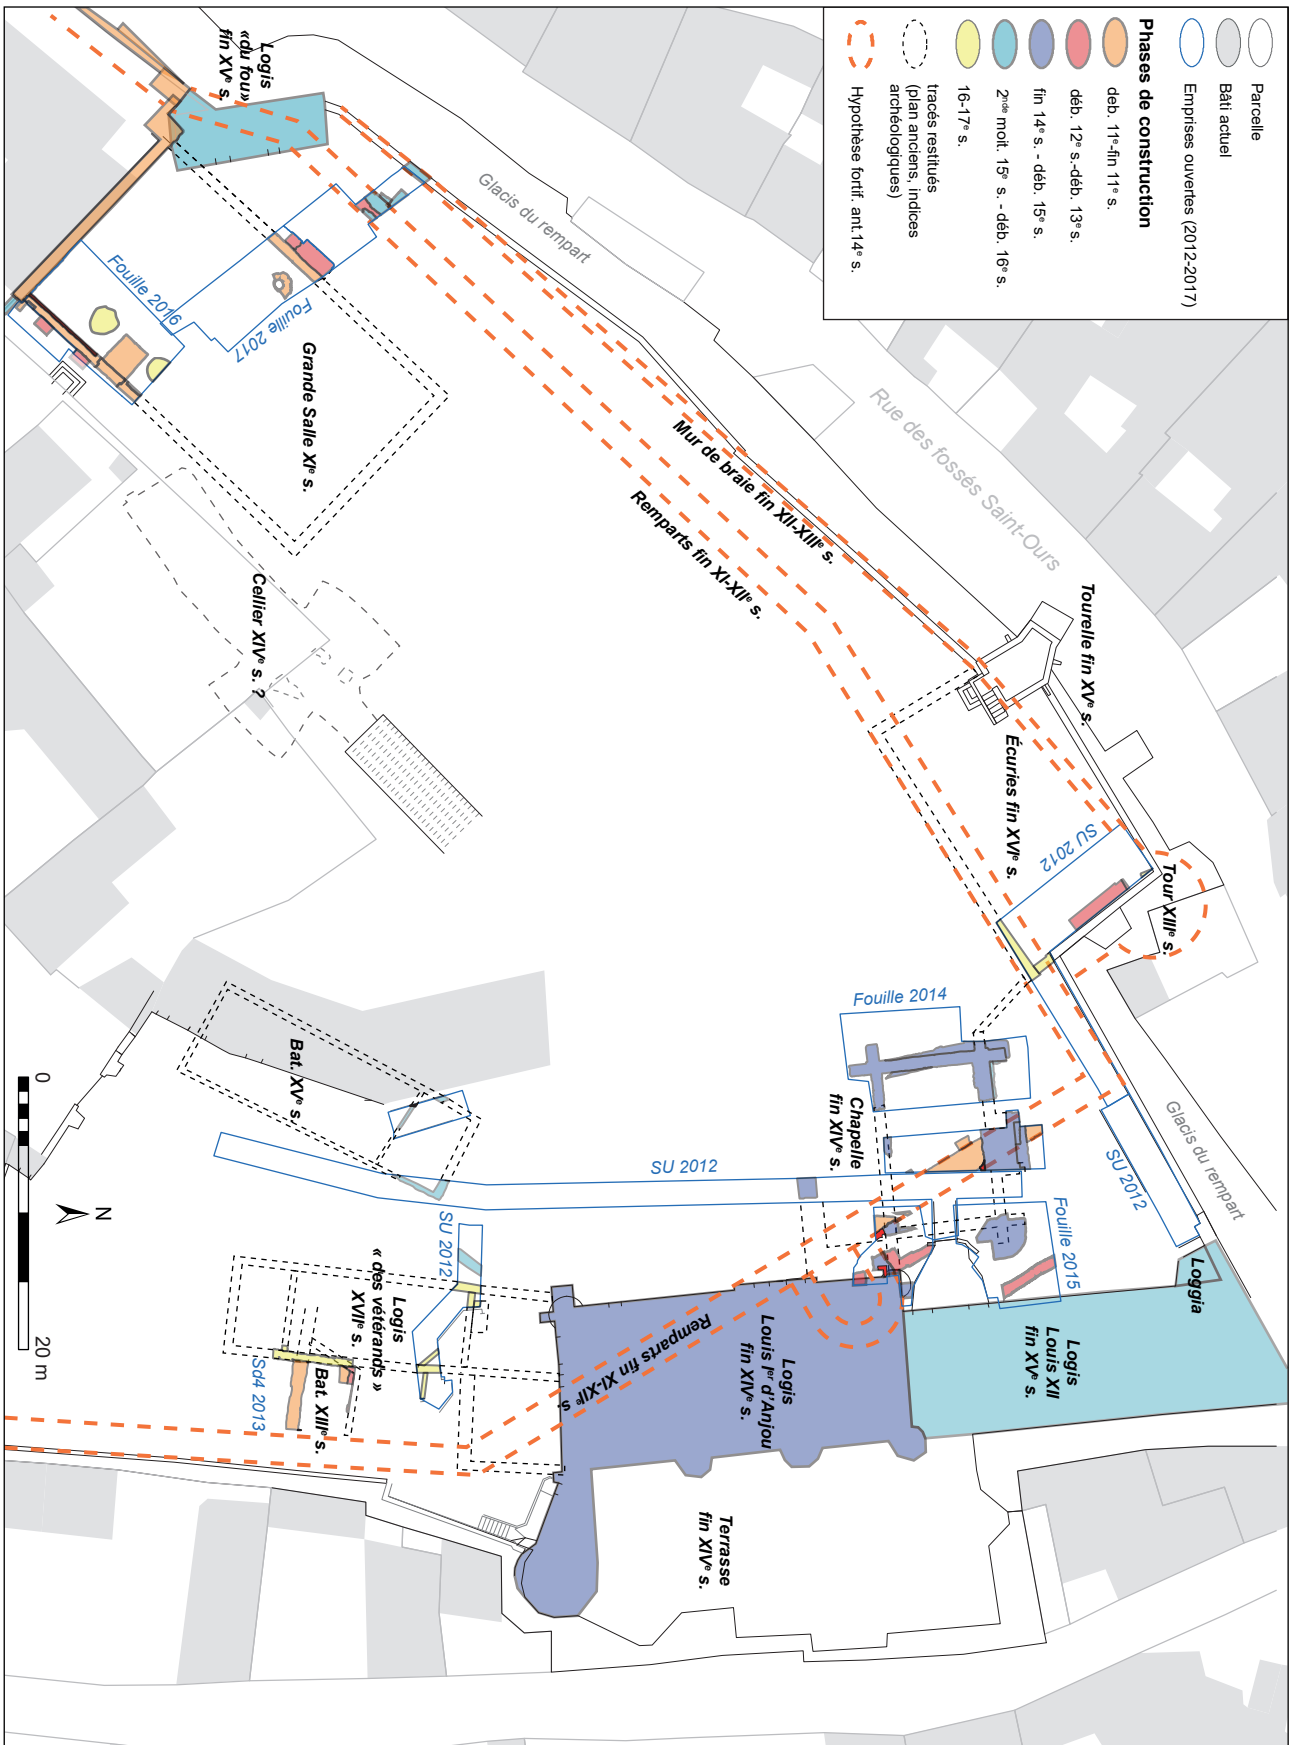 Parcelle
Bâti actuel
Emprises ouvertes (2012-2017)
Phases de construction
deb. 11e-fin 11e s.
déb. 12e s.-déb. 13e s.
fin 14e s. - déb. 15e s.
2nde moit. 15e s. - déb. 16e s.
16-17e s.
tracés restitués
(plan anciens, indices
archéologiques)
Hypothèse fortif. ant.14e s.
Logis
«du fou»
fin XVe s.
Glacis du rempart
Rue des fossés Saint-Ours
Fouille 2016
Fouille 2017
Grande Salle XIe s.
Mur de braie fin XII-XIIIe s.
Remparts fin XI-XIIe s.
Cellier XIVe s. ?
Tourelle fin XVe s.
Écuries fin XVIe s.
SU 2012
Tour XIIIe s.
Glacis du rempart
SU 2012
Fouille 2014
Chapelle
fin XIVe s.
Fouille 2015
SU 2012
Bat. XVe s.
Loggia
Logis
Louis XII
fin XVe s.
Logis
Louis Ier d'Anjou
fin XIVe s.
Remparts fin XI-XIIe s.
SU 2012
Logis
« des vétérands »
XVIIe s.
Bat. XIIIe s.
Sd4 2013
Terrasse
fin XIVe s.
N
0
20 m